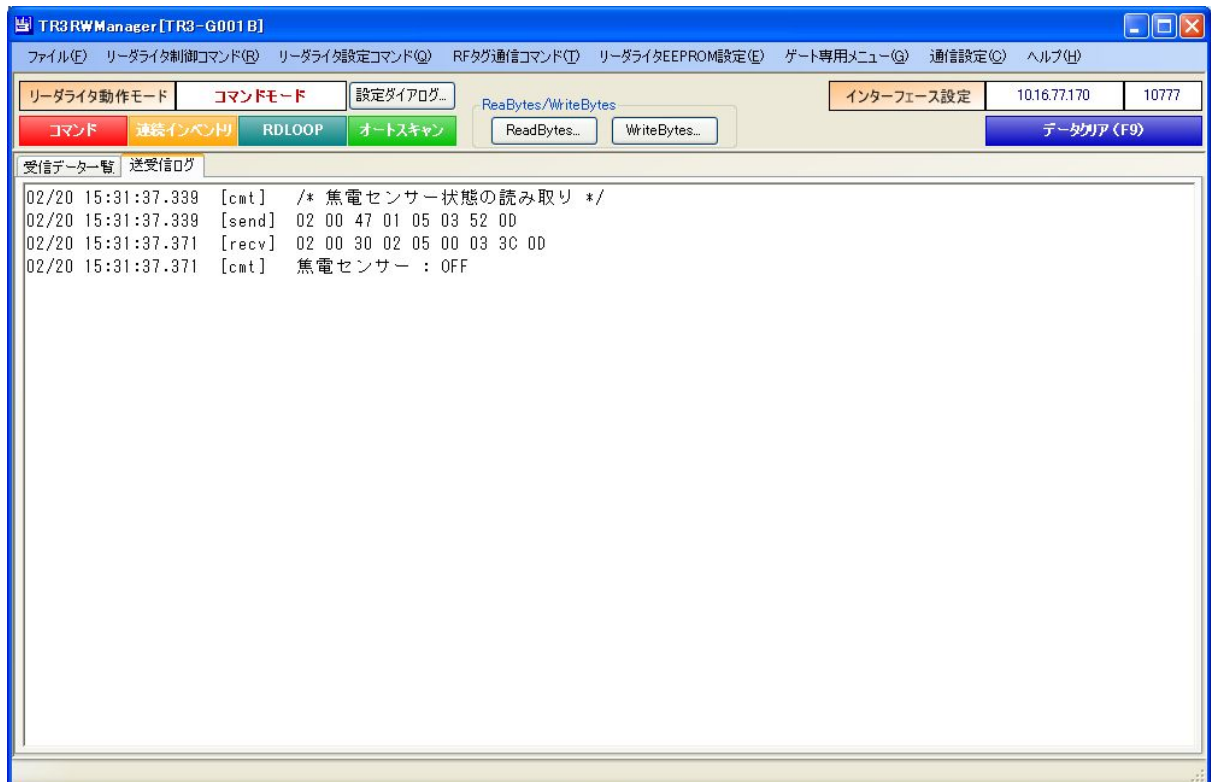 TR3RWManager[TR3-G001B]
ファイル(F) リーダライタ制御コマンド(R) リーダライタ設定コマンド(Q) RFタグ通信コマンド(T) リーダライタEEPROM設定(E) ゲート専用メニュー(G) 通信設定(C) ヘルプ(H)
リーダライタ動作モード コマンドモード 設定ダイアログ... ReaBytes/WriteBytes インターフェース設定 10.16.77.170 10777
コマンド 連続インベントリ RDLOOP オートスキャン ReadBytes... WriteBytes... データクリア(F9)
受信データ一覧 送受信ログ
02/20 15:31:37.339 [cmt] /* 焦電センサー状態の読み取り */
02/20 15:31:37.339 [send] 02 00 47 01 05 03 52 0D
02/20 15:31:37.371 [recv] 02 00 30 02 05 00 03 3C 0D
02/20 15:31:37.371 [cmt] 焦電センサー : OFF